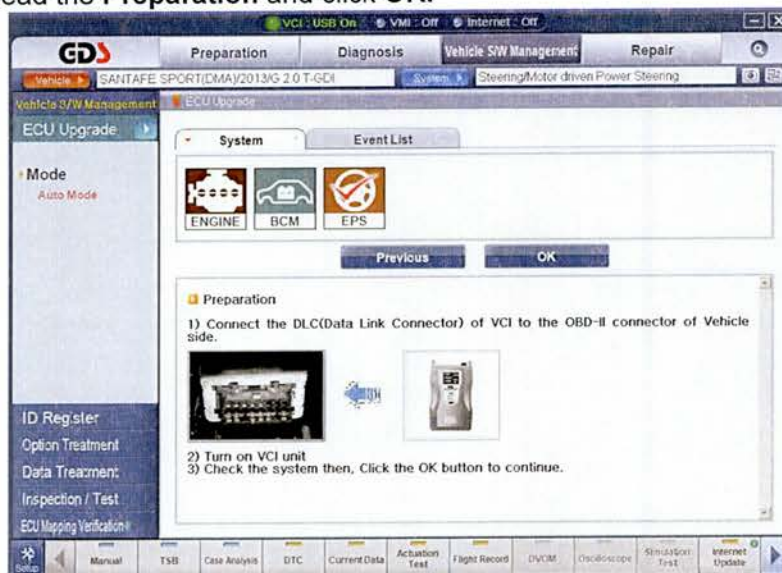 ead the Preparation and click OK.
VCI : USB On VMI : Off Internet : Off
GDS Preparation Diagnosis Vehicle S/W Management Repair
Vehicle SANTAFE SPORT(DMA)/2013/G 2.0 T-GDI System Steering/Motor driven Power Steering
Vehicle S/W Management ECU Upgrade
ECU Upgrade
System Event List
Mode
Auto Mode
ENGINE BCM EPS
Previous OK
Preparation
1) Connect the DLC(Data Link Connector) of VCI to the OBD-II connector of Vehicle
side.
2) Turn on VCI unit
3) Check the system then, Click the OK button to continue.
ID Register
Option Treatment
Data Treatment
Inspection / Test
ECU Mapping Verification
Setup Manual TSB Case Analysis DTC Current Data Actuation Test Flight Record DVOM Oscilloscope Simulation Test Internet Update